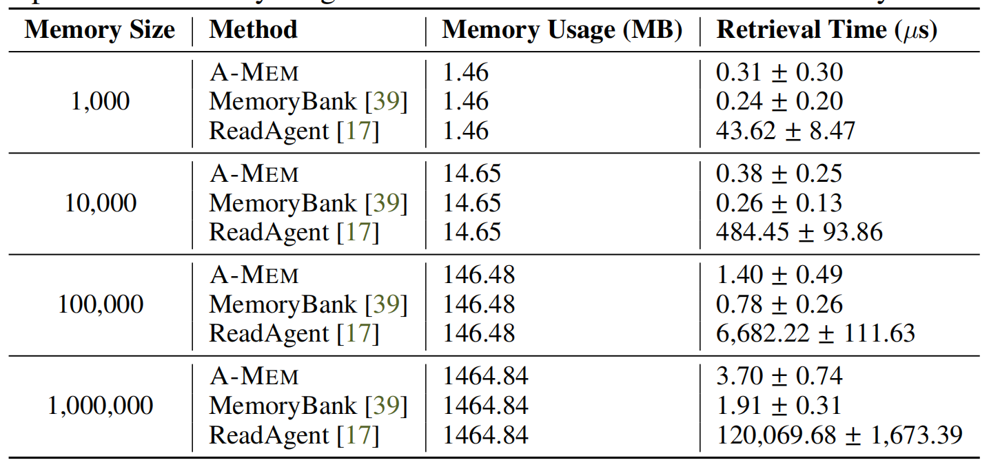 Memory Size Method Memory Usage (MB) Retrieval Time (μs)
A-MEM 1.46 0.31 ± 0.30
1,000 MemoryBank [39] 1.46 0.24 ± 0.20
ReadAgent [17] 1.46 43.62 ± 8.47
A-MEM 14.65 0.38 ± 0.25
10,000 MemoryBank [39] 14.65 0.26 ± 0.13
ReadAgent [17] 14.65 484.45 ± 93.86
A-MEM 146.48 1.40 ± 0.49
100,000 MemoryBank [39] 146.48 0.78 ± 0.26
ReadAgent [17] 146.48 6,682.22 ± 111.63
A-MEM 1464.84 3.70 ± 0.74
1,000,000 MemoryBank [39] 1464.84 1.91 ± 0.31
ReadAgent [17] 1464.84 120,069.68 ± 1,673.39